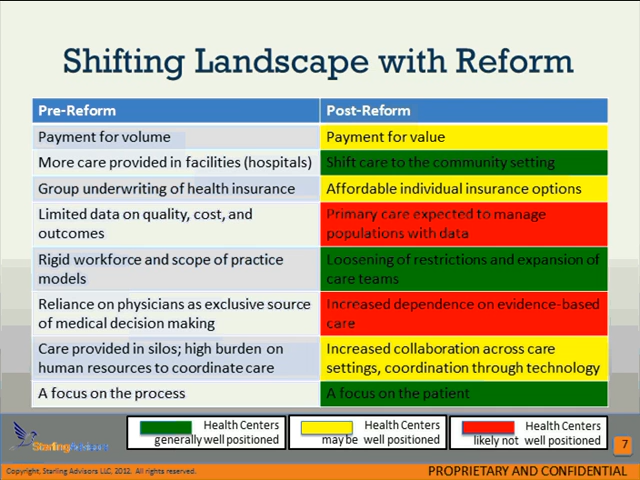 Shifting Landscape with Reform
Pre-Reform Post-Reform
Payment for volume Payment for value
More care provided in facilities (hospitals) Shift care to the community setting
Group underwriting of health insurance Affordable individual insurance options
Limited data on quality, cost, and
outcomes
Primary care expected to manage
populations with data
Rigid workforce and scope of practice
models
Loosening of restrictions and expansion of
care teams
Reliance on physicians as exclusive source
of medical decision making
Increased dependence on evidence-based
care
Care provided in silos; high burden on
human resources to coordinate care
Increased collaboration across care
settings, coordination through technology
A focus on the process A focus on the patient
StarlingAdvisors
Health Centers
generally well positioned
Health Centers
may be well positioned
Health Centers
likely not well positioned
7
Copyright. Starling Advisors LLC, 2012. All rights reserved.
PROPRIETARY AND CONFIDENTIAL